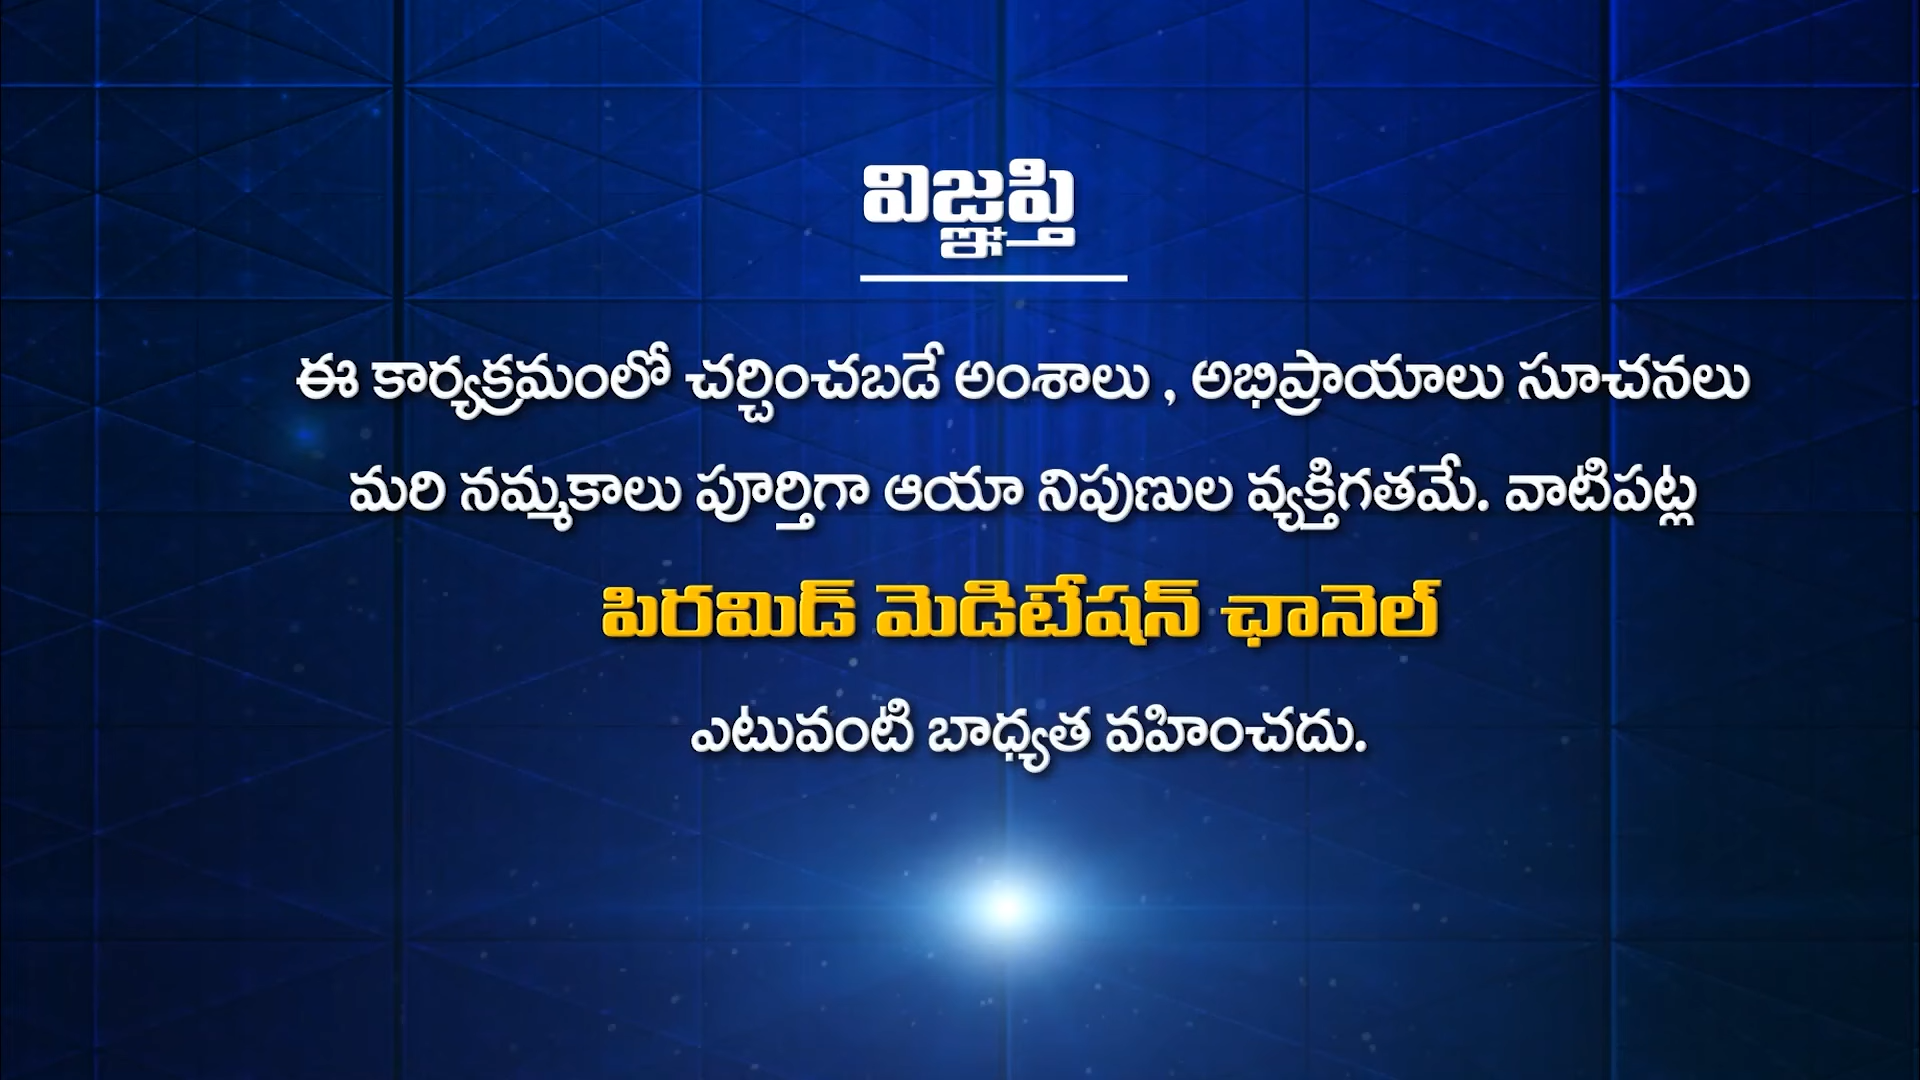 విజ్ఞప్తి
ఈ కార్యక్రమంలో చర్చించబడే అంశాలు , అభిప్రాయాలు సూచనలు
మరి నమ్మకాలు పూర్తిగా ఆయా నిపుణుల వ్యక్తిగతమే. వాటిపట్ల
పిరమిడ్ మెడిటేషన్ ఛానెల్
ఎటువంటి బాధ్యత వహించదు.